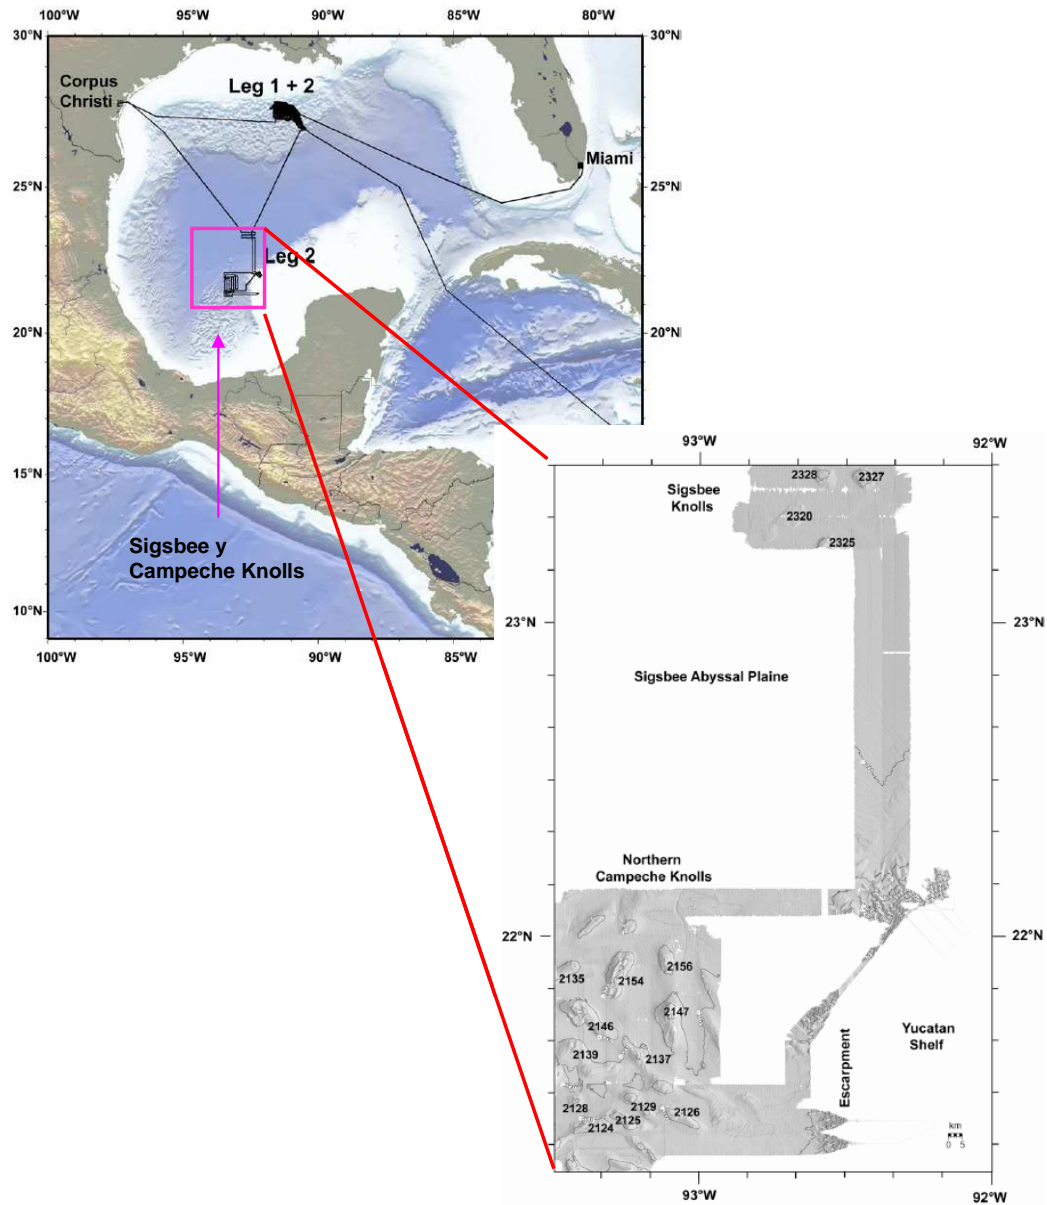 100°W 95°W 90°W 85°W 80°W
30°N 30°N
Corpus
Christi
Leg 1 + 2
Miami
25°N 25°N
Leg 2
20°N 20°N
15°N
Sigsbee y
Campeche Knolls
10°N
100°W 95°W 90°W 85°W
93°W 92°W
Sigsbee
Knolls
2328 2327
2320
2325
23°N 23°N
Sigsbee Abyssal Plaine
Northern
Campeche Knolls
22°N 22°N
2156
2135 2154
2147
2146
2139 2137
Yucatan
Shelf
Escarpment
2128 2129 2126
2125
2124
km
0 5
93°W 92°W